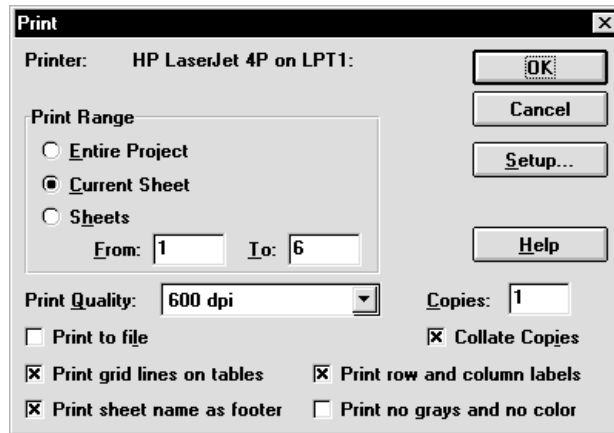 Print
Printer: HP LaserJet 4P on LPT1:
OK
Cancel
Setup...
Help
Print Range
Entire Project
Current Sheet
Sheets
From: 1 To: 6
Print Quality: 600 dpi
Copies: 1
Print to file
Collate Copies
Print grid lines on tables
Print row and column labels
Print sheet name as footer
Print no grays and no color